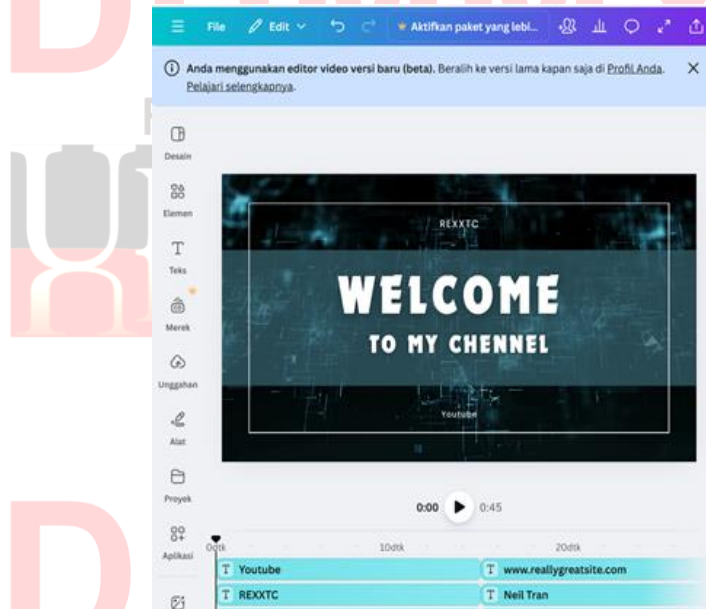 File Edit Aktifkan paket yang lebi...
Anda menggunakan editor video versi baru (beta). Beralih ke versi lama kapan saja di Profil Anda.
Pelajari selengkapnya.
Desain
Elemen
Teks
Merek
Unggahan
Alat
Proyek
Aplikasi
REXXTC
WELCOME
TO MY CHENNEL
Youtube
0:00 0:45
0dtk 10dtk 20dtk
T Youtube T www.reallygreatsite.com
T REXXTC T Neil Tran